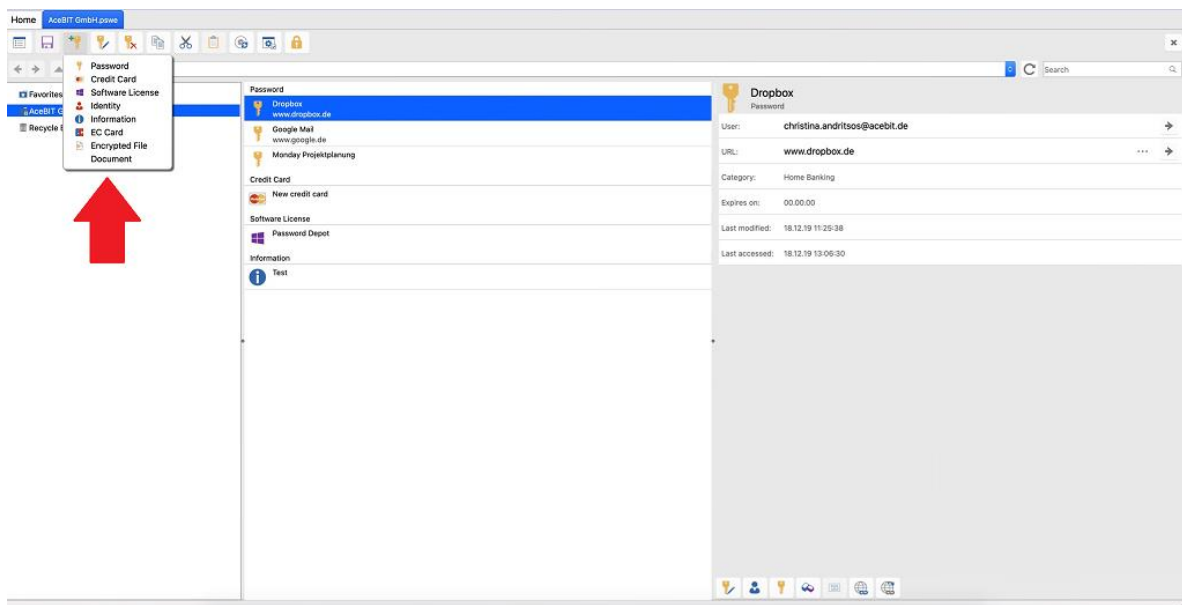 Home AceBIT GmbH.pswe
Password
Credit Card
Software License
Identity
Information
EC Card
Encrypted File
Document
Search
Favorites
AceBIT G
Recycle
Password
Dropbox
www.dropbox.de
Google Mail
www.google.de
Monday Projektplanung
Credit Card
New credit card
Software License
Password Depot
Information
Test
Dropbox
Password
User: christina.andritsos@acebit.de
URL: www.dropbox.de
Category: Home Banking
Expires on: 00.00.00
Last modified: 18.12.19 11:25:38
Last accessed: 18.12.19 13:06:30